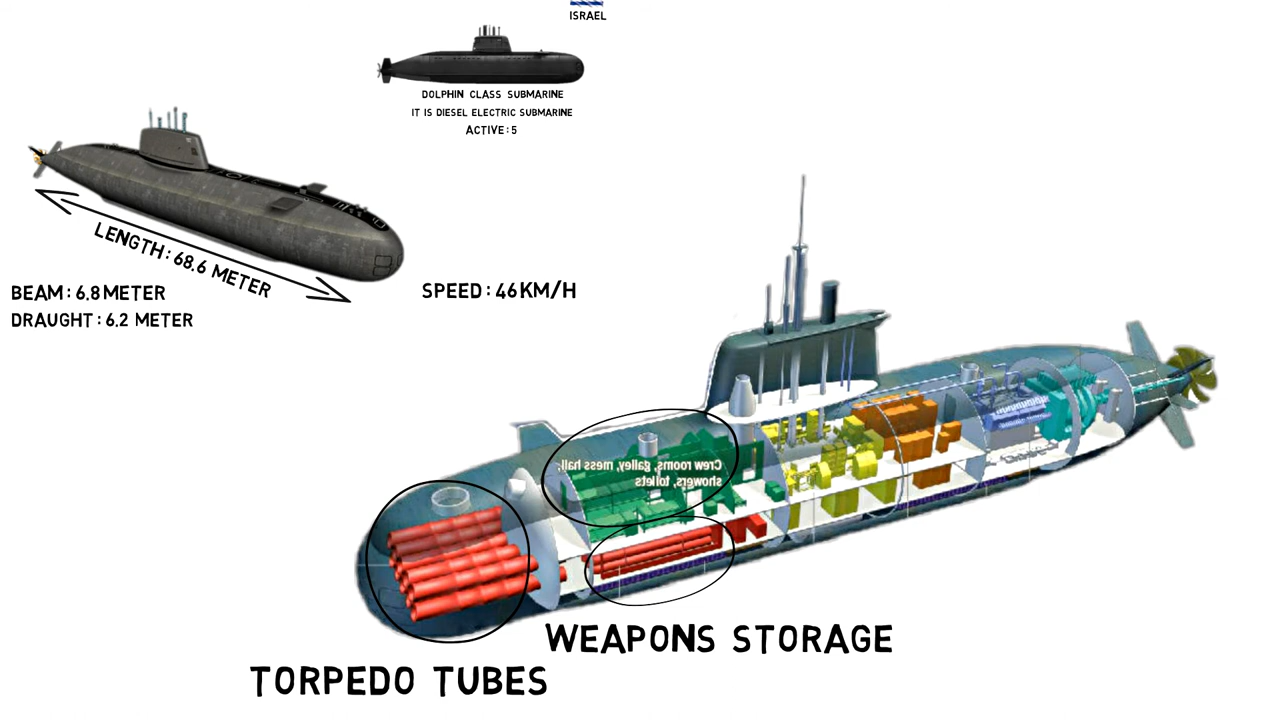 ISRAEL
DOLPHIN CLASS SUBMARINE
IT IS DIESEL ELECTRIC SUBMARINE
ACTIVE: 5
LENGTH: 68.6 METER
BEAM: 6.8 METER
DRAUGHT: 6.2 METER
SPEED: 46KM/H
Crew rooms, galley, mess hall,
showers, toilets
WEAPONS STORAGE
TORPEDO TUBES